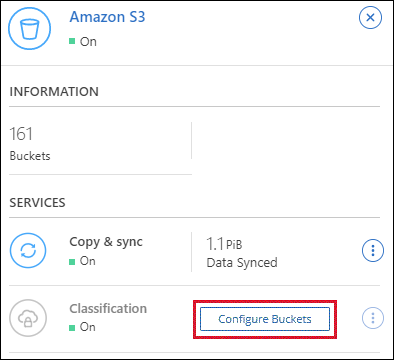 Amazon S3
On
INFORMATION
161
Buckets
SERVICES
Copy & sync
On
1.1 PiB
Data Synced
Classification
On
Configure Buckets